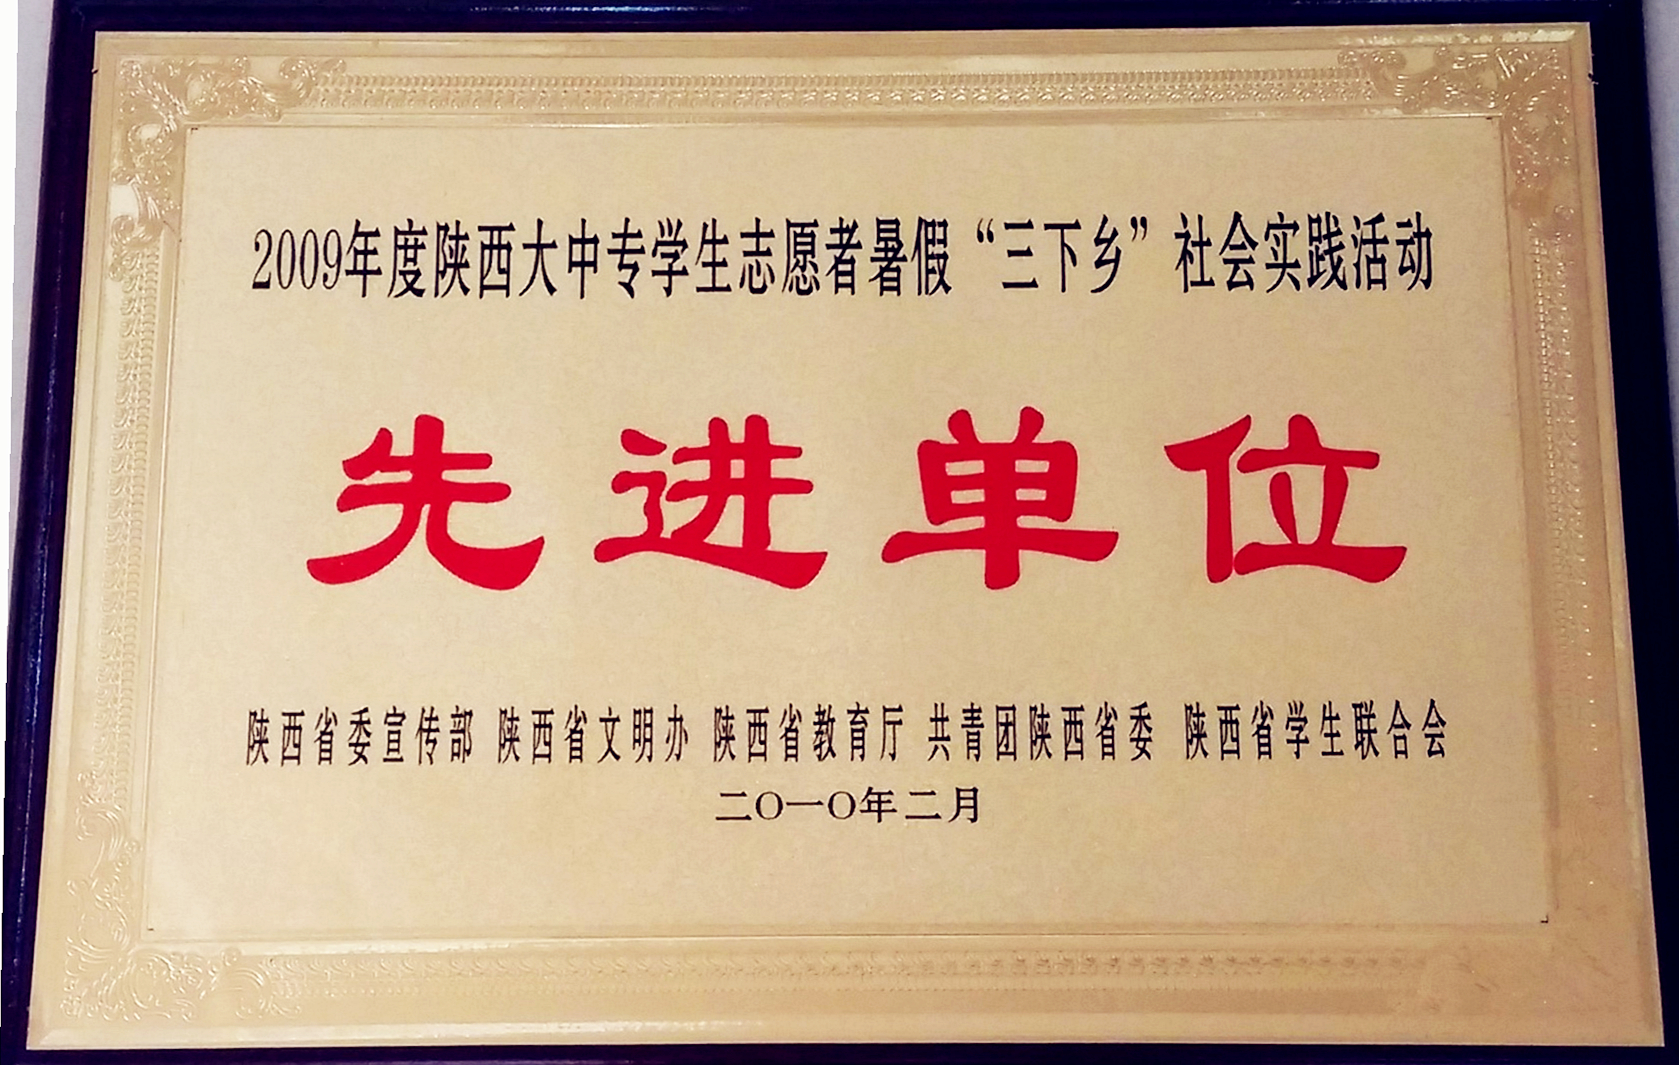 2009年度陕西大中专学生志愿者暑假“三下乡”社会实践活动
先进单位
陕西省委宣传部 陕西省文明办 陕西省教育厅 共青团陕西省委 陕西省学生联合会
二〇一〇年二月